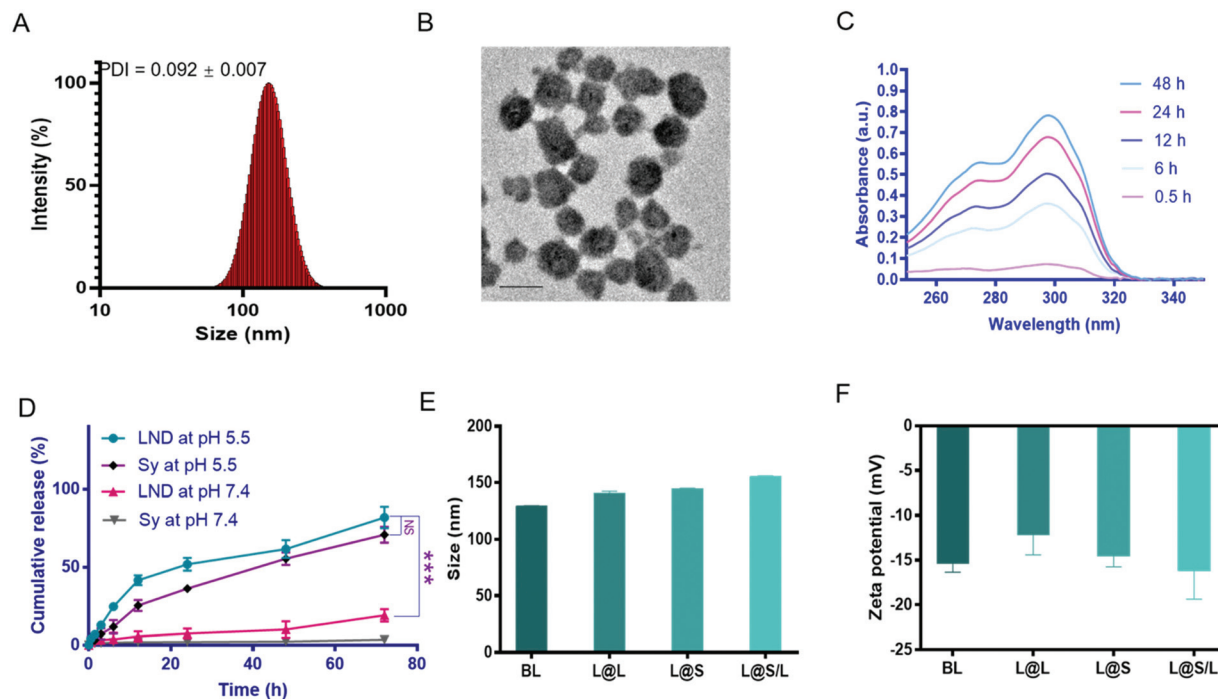 A
PDI = 0.092 ± 0.007
100
50
0
Intensity (%)
10
100
1000
Size (nm)
B
C
1.0
0.9
0.8
0.7
0.6
0.5
0.4
0.3
0.2
0.1
0.0
Absorbance (a.u.)
260
280
300
320
340
Wavelength (nm)
48 h
24 h
12 h
6 h
0.5 h
D
LND at pH 5.5
Sy at pH 5.5
LND at pH 7.4
Sy at pH 7.4
100
50
0
Cumulative release (%)
0
20
40
60
80
Time (h)
NS
***
E
200
150
100
50
0
Size (nm)
BL
L@L
L@S
L@S/L
F
0
-5
-10
-15
-20
-25
Zeta potential (mV)
BL
L@L
L@S
L@S/L